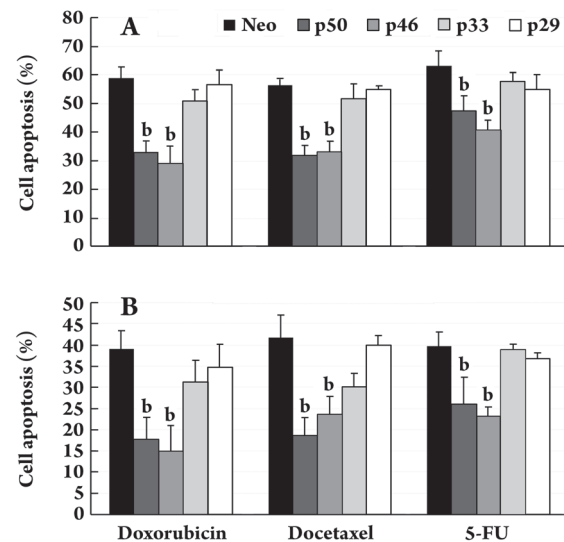 A
Neo p50 p46 p33 p29
Cell apoptosis (%)
80
70
60
50
40
30
20
10
0
b b
b b
b b
B
Cell apoptosis (%)
50
45
40
35
30
25
20
15
10
5
0
b b
b b
b b
Doxorubicin Docetaxel 5-FU